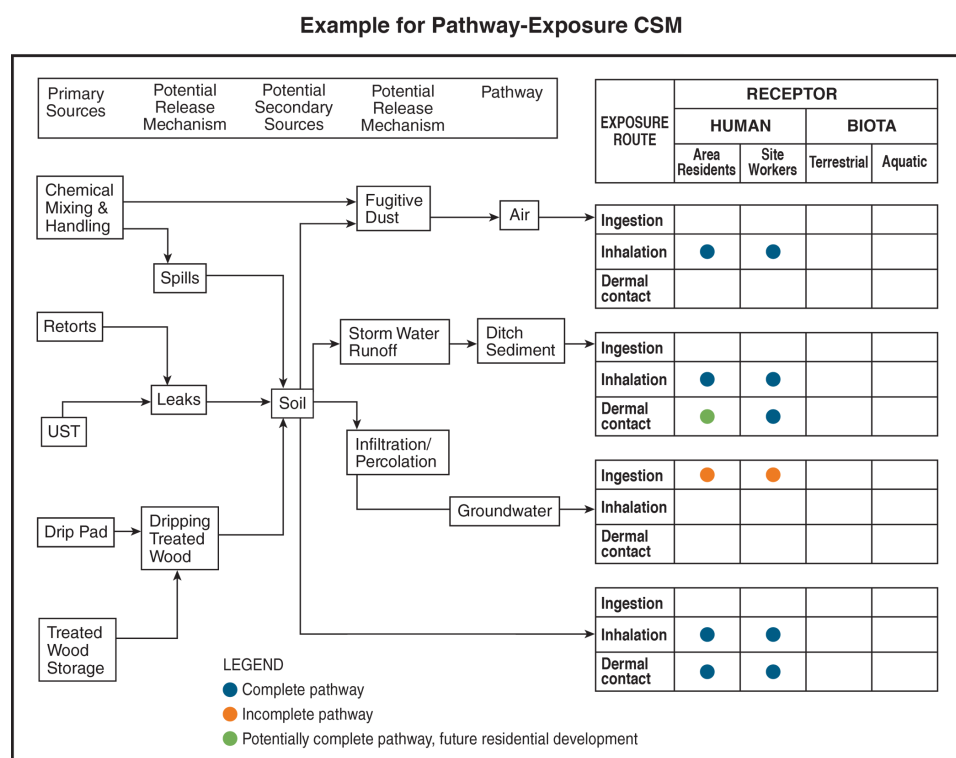 Example for Pathway-Exposure CSM
Primary
Sources
Potential
Release
Mechanism
Potential
Secondary
Sources
Potential
Release
Mechanism
Pathway
EXPOSURE
ROUTE
RECEPTOR
HUMAN
BIOTA
Area
Residents
Site
Workers
Terrestrial
Aquatic
Chemical
Mixing &
Handling
Fugitive
Dust
Air
Spills
Ingestion
Inhalation
Dermal
contact
Retorts
Leaks
UST
Soil
Storm Water
Runoff
Ditch
Sediment
Ingestion
Inhalation
Dermal
contact
Infiltration/
Percolation
Groundwater
Ingestion
Inhalation
Dermal
contact
Drip Pad
Dripping
Treated
Wood
Treated
Wood
Storage
Ingestion
Inhalation
Dermal
contact
LEGEND
Complete pathway
Incomplete pathway
Potentially complete pathway, future residential development